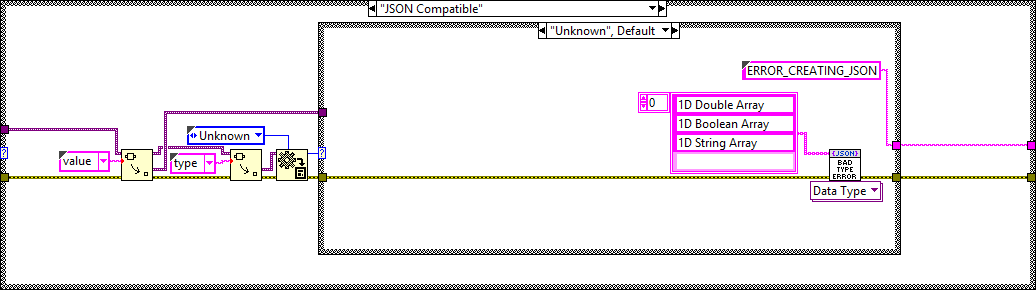 "JSON Compatible"
"Unknown", Default
ERROR_CREATING_JSON
0
1D Double Array
1D Boolean Array
1D String Array
Unknown
value
type
?
?
{JSON}
BAD
TYPE
ERROR
Data Type